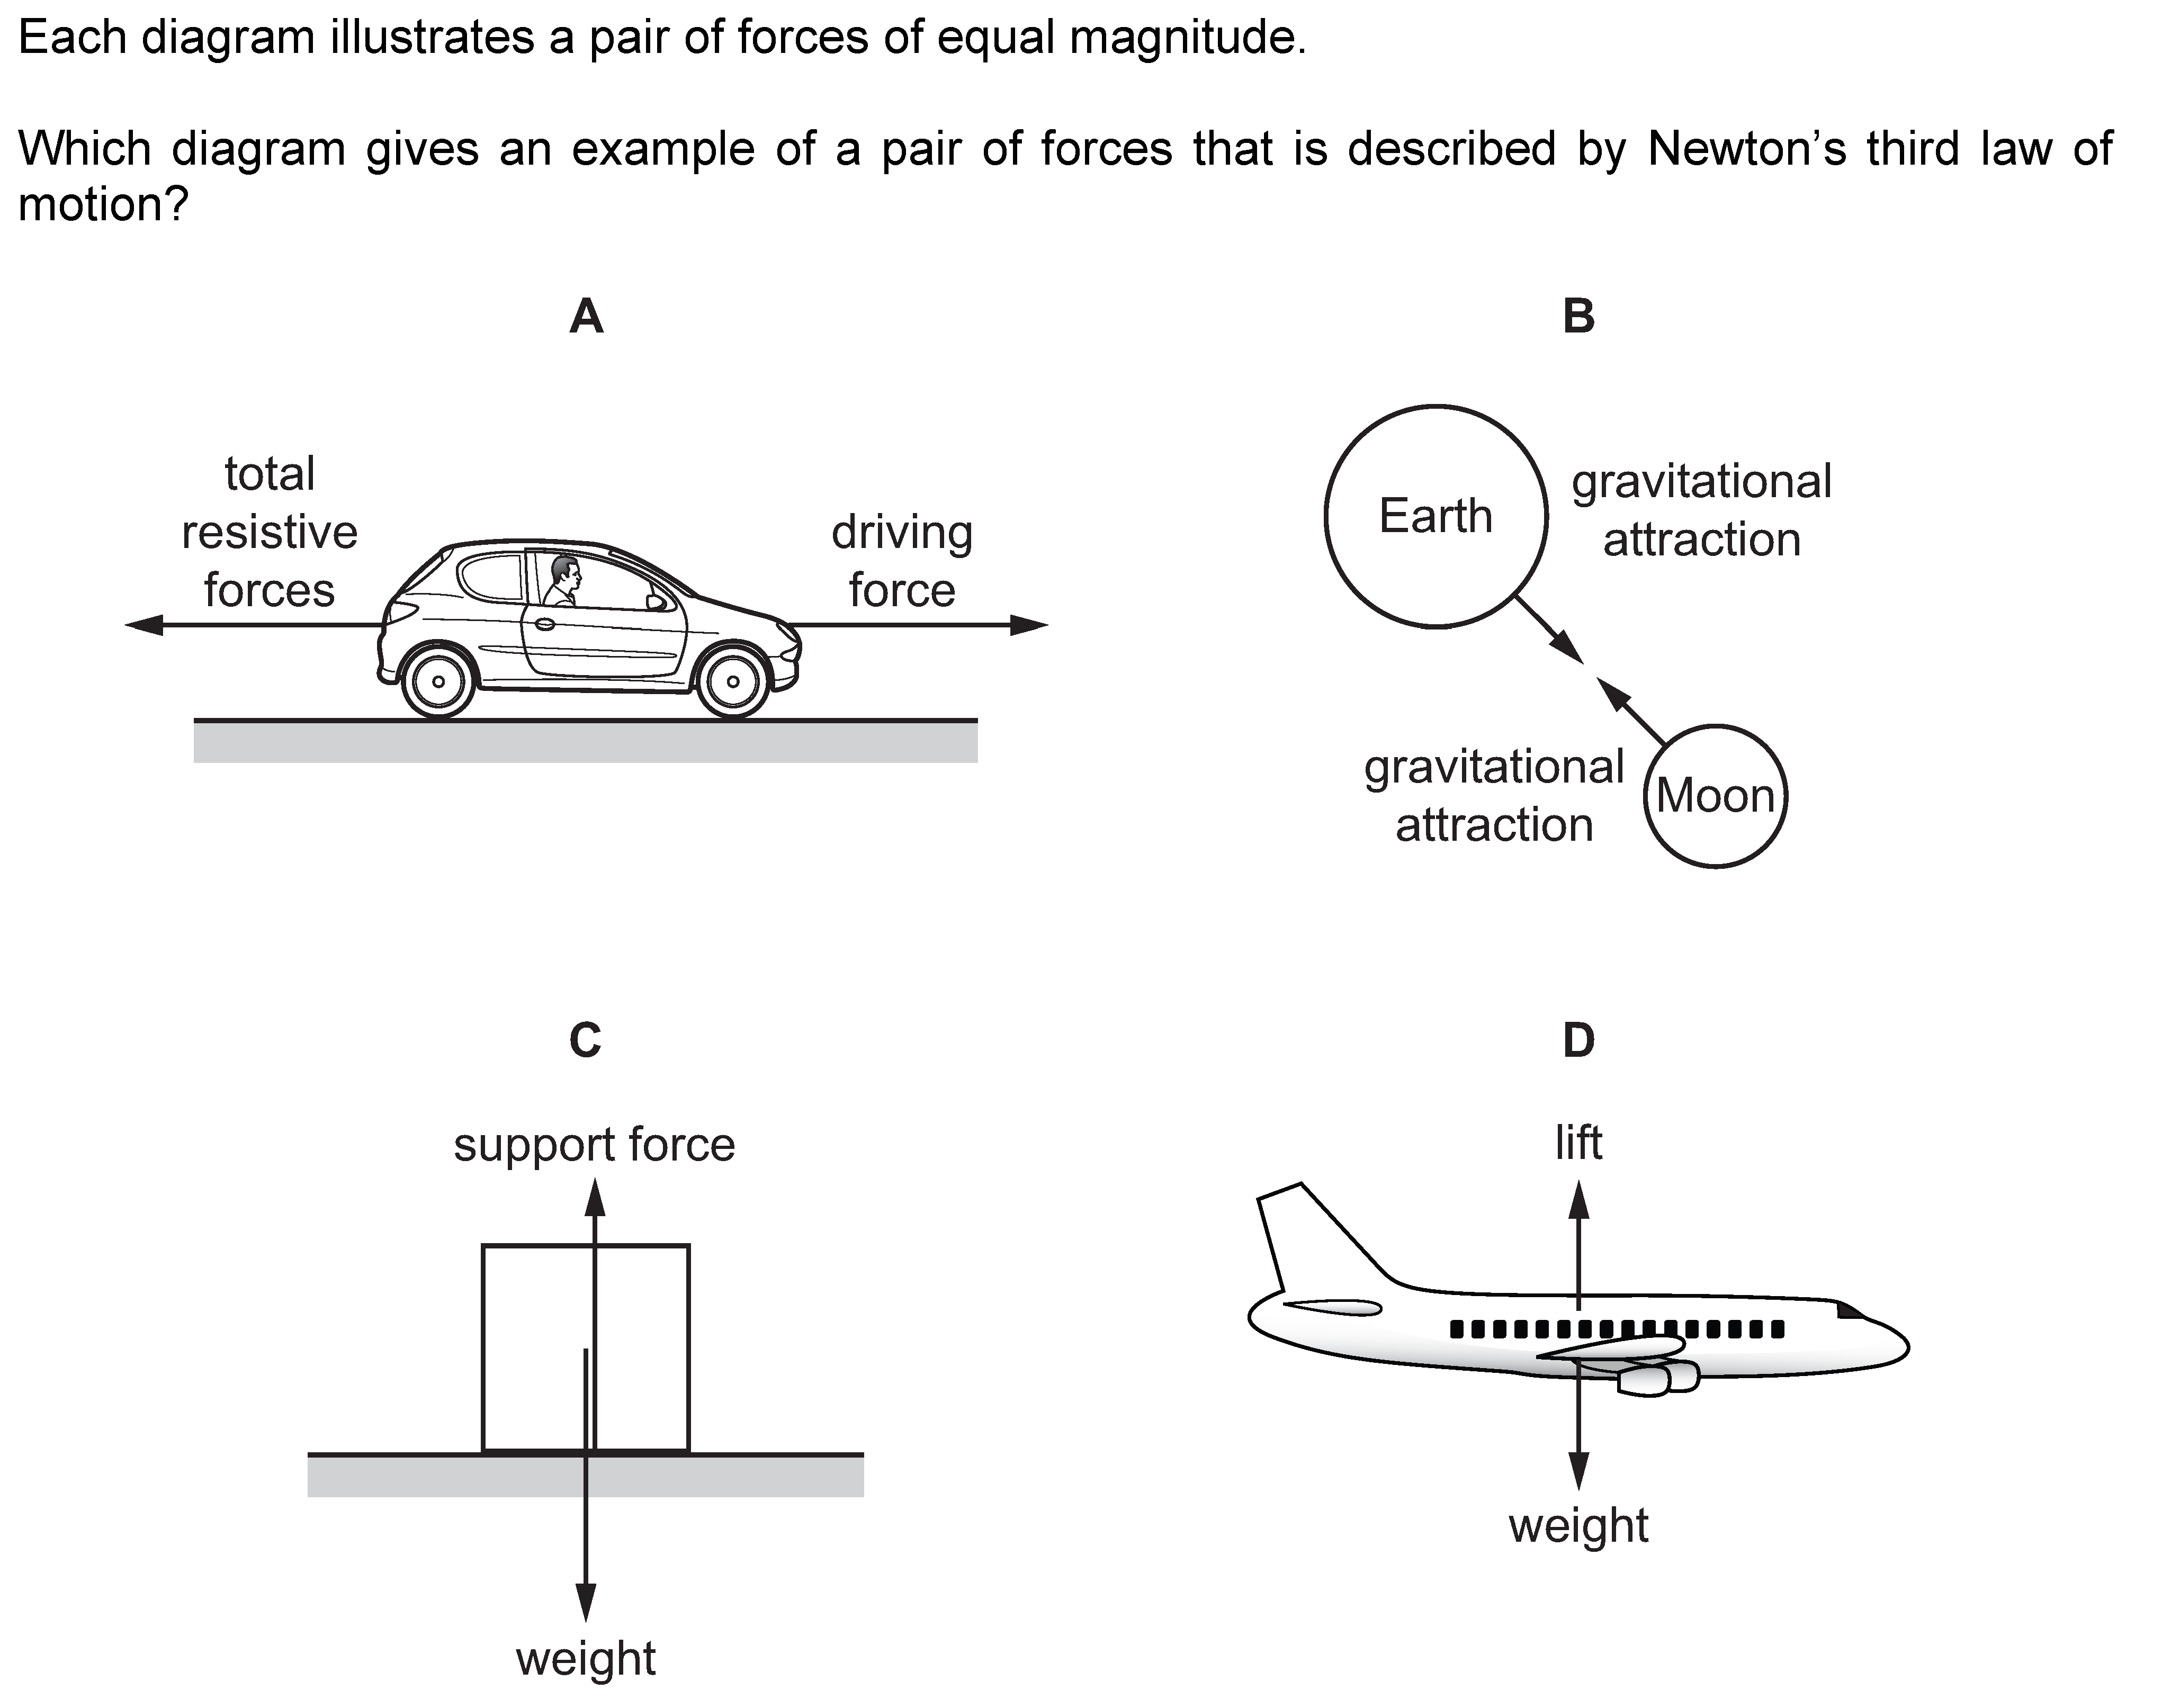 Each diagram illustrates a pair of forces of equal magnitude.
Which diagram gives an example of a pair of forces that is described by Newton’s third law of
motion?
A
total
resistive
forces
driving
force
B
Earth
gravitational
attraction
gravitational
attraction
Moon
C
support force
weight
D
lift
weight